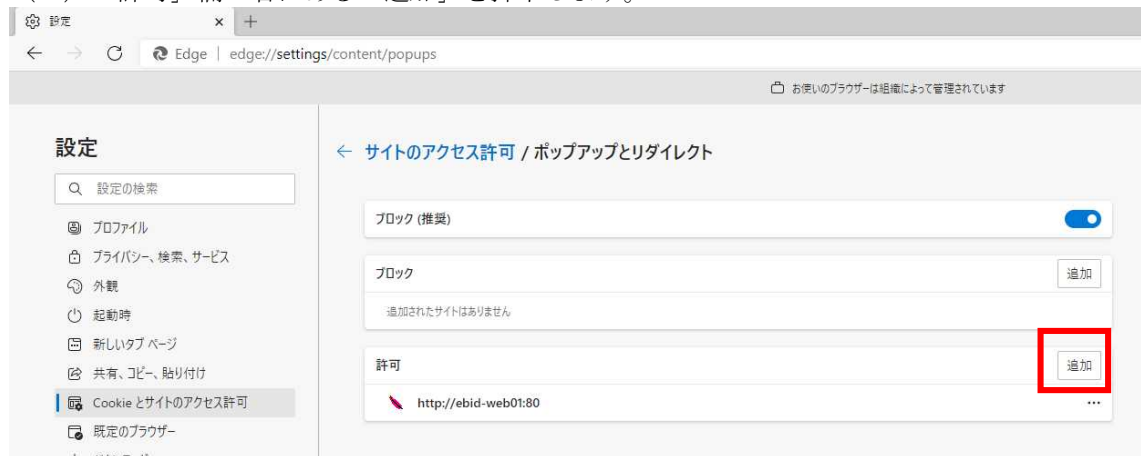 設定
Edge | edge://settings/content/popups
お使いのブラウザーは組織によって管理されています
設定
設定の検索
プロファイル
プライバシー、検索、サービス
外観
起動時
新しいタブ ページ
共有、コピー、貼り付け
Cookie とサイトのアクセス許可
既定のブラウザー
サイトのアクセス許可 / ポップアップとリダイレクト
ブロック (推奨)
ブロック
追加
追加されたサイトはありません
許可
追加
http://ebid-web01:80